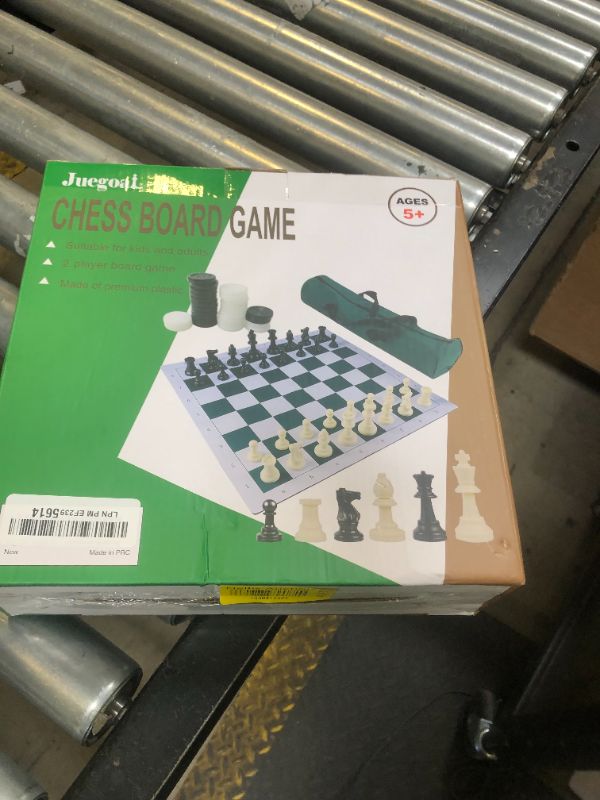 Juegoal
CHESS BOARD GAME
AGES
5+
Suitable for kids and adults
2 player board game
Made of premium plastic
LPN PM EF2395614
New Made in PRC